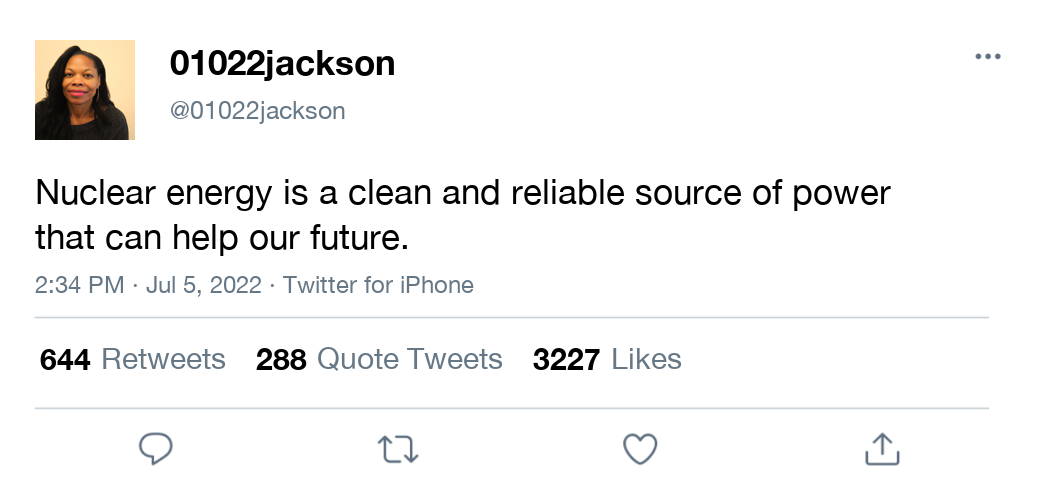 01022jackson
@01022jackson
Nuclear energy is a clean and reliable source of power
that can help our future.
2:34 PM · Jul 5, 2022 · Twitter for iPhone
644 Retweets 288 Quote Tweets 3227 Likes